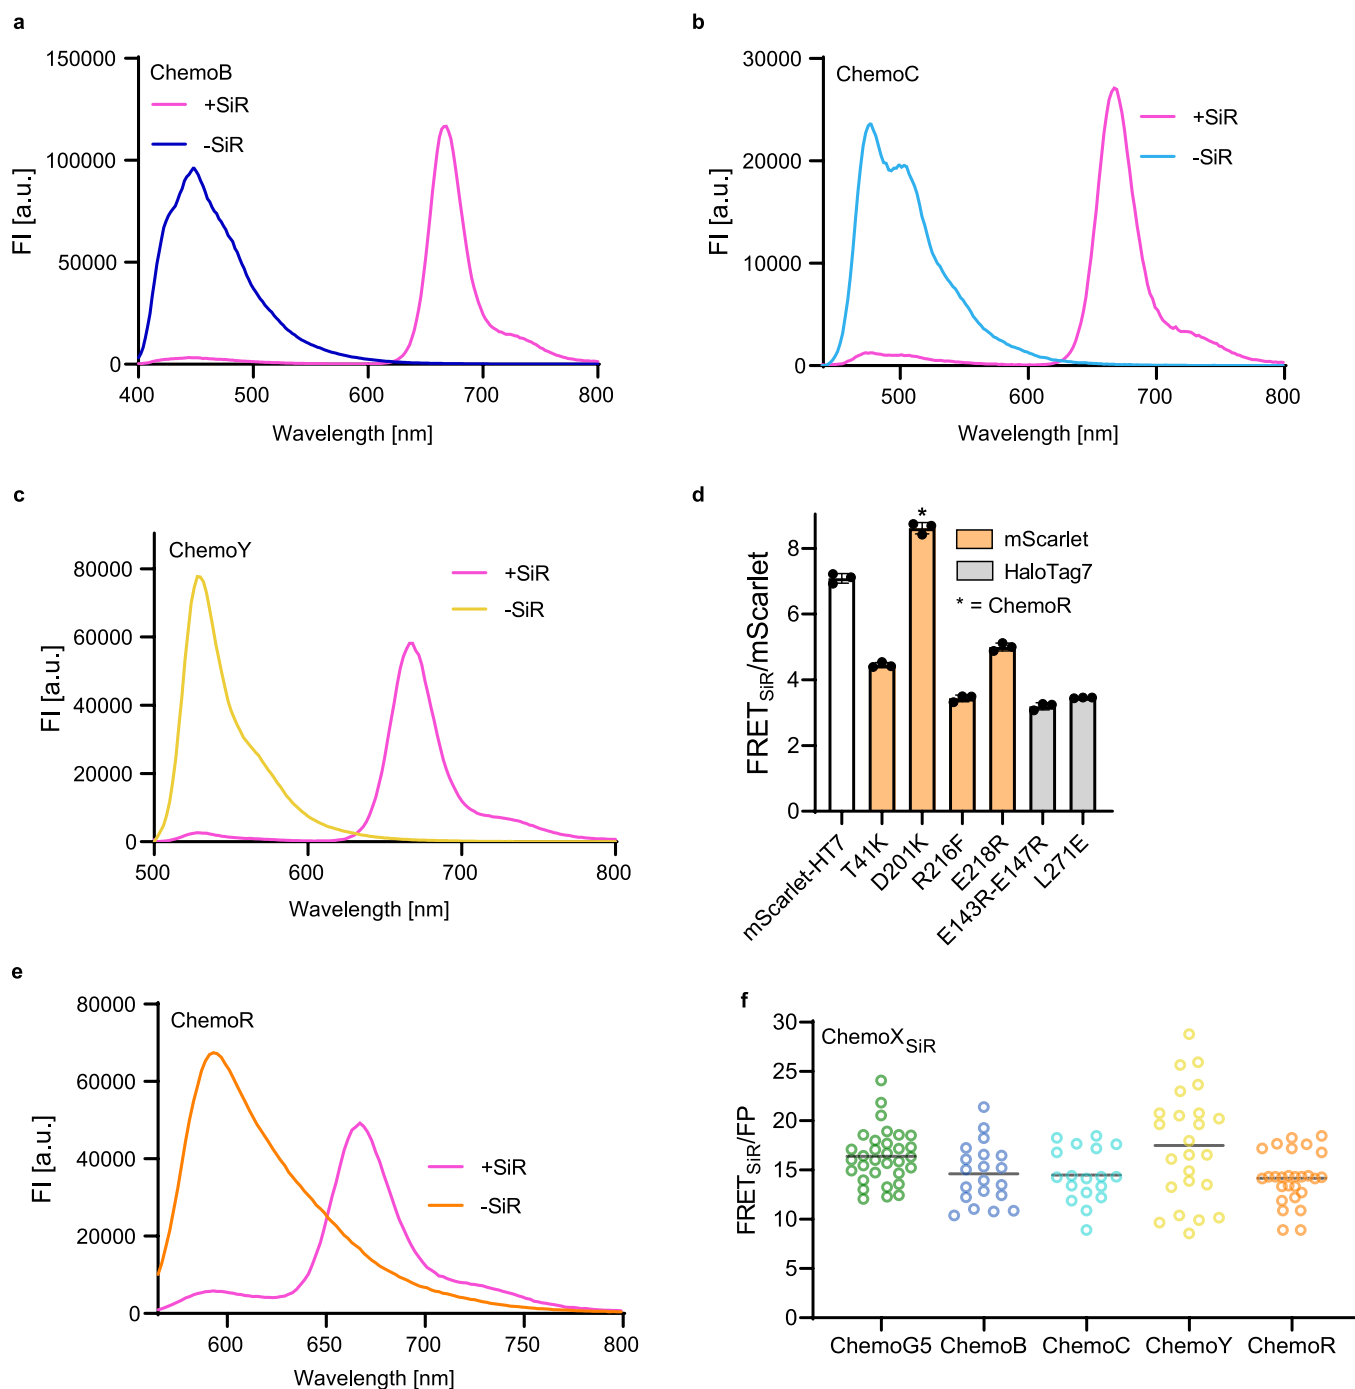 a
150000
100000
50000
0
FI [a.u.]
ChemoB
+SiR
-SiR
400
500
600
700
800
Wavelength [nm]
b
30000
20000
10000
0
FI [a.u.]
ChemoC
+SiR
-SiR
500
600
700
800
Wavelength [nm]
c
80000
60000
40000
20000
0
FI [a.u.]
ChemoY
+SiR
-SiR
500
600
700
800
Wavelength [nm]
d
8
6
4
2
0
FRETSiR/mScarlet
*
mScarlet
HaloTag7
* = ChemoR
mScarlet-HT7
T41K
D201K
R216F
E218R
E143R-E147R
L271E
e
80000
60000
40000
20000
0
FI [a.u.]
ChemoR
+SiR
-SiR
600
650
700
750
800
Wavelength [nm]
f
30
25
20
15
10
5
0
FRETSiR/FP
ChemoXSiR
ChemoG5
ChemoB
ChemoC
ChemoY
ChemoR